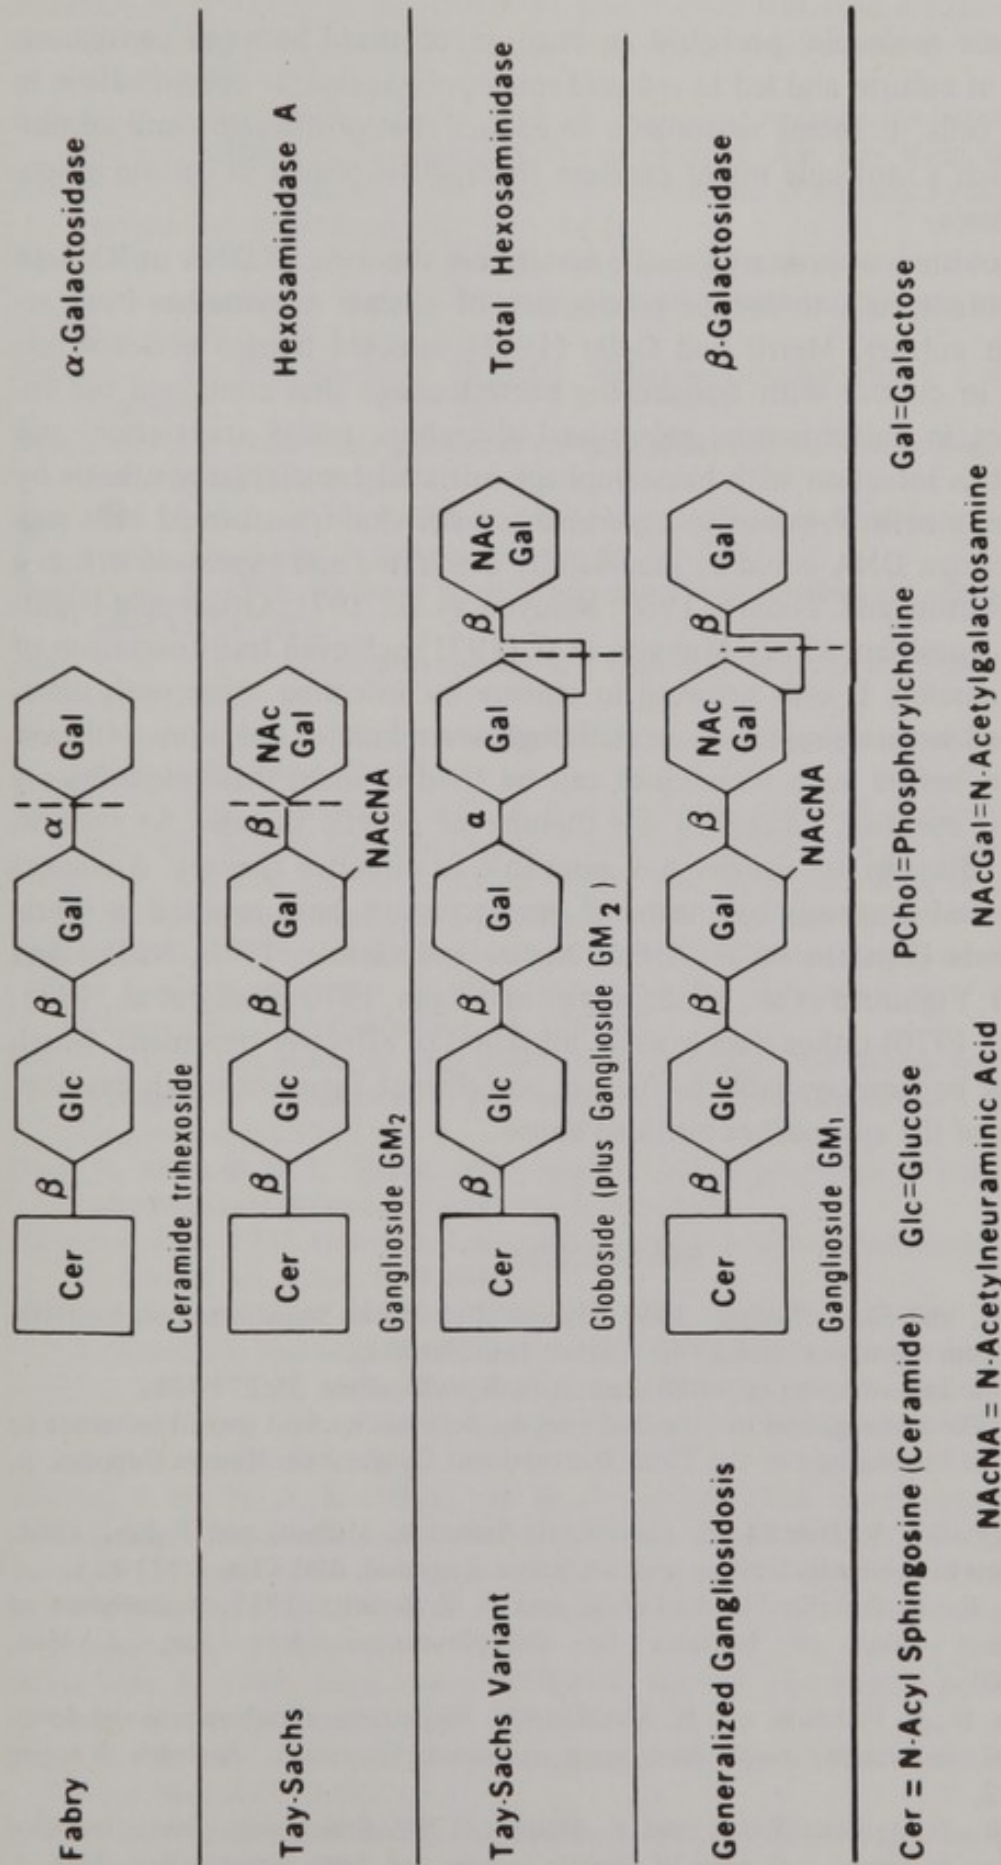 Fabry
Cer β Glc β Gal α Gal
α-Galactosidase
Ceramide trihexoside
Tay-Sachs
Cer β Glc β Gal β NAc Gal
Hexosaminidase A
NAcNA
Ganglioside GM₂
Tay-Sachs Variant
Cer β Glc β Gal α Gal β NAc Gal
Total Hexosaminidase
Globoside (plus Ganglioside GM₂)
Generalized Gangliosidosis
Cer β Glc β Gal β NAc Gal β Gal
β-Galactosidase
NAcNA
Ganglioside GM₁
Cer = N-Acyl Sphingosine (Ceramide) Glc=Glucose PChol=Phosphorylcholine Gal=Galactose
NAcNA = N-Acetylneuraminic Acid NAcGal=N-Acetylgalactosamine